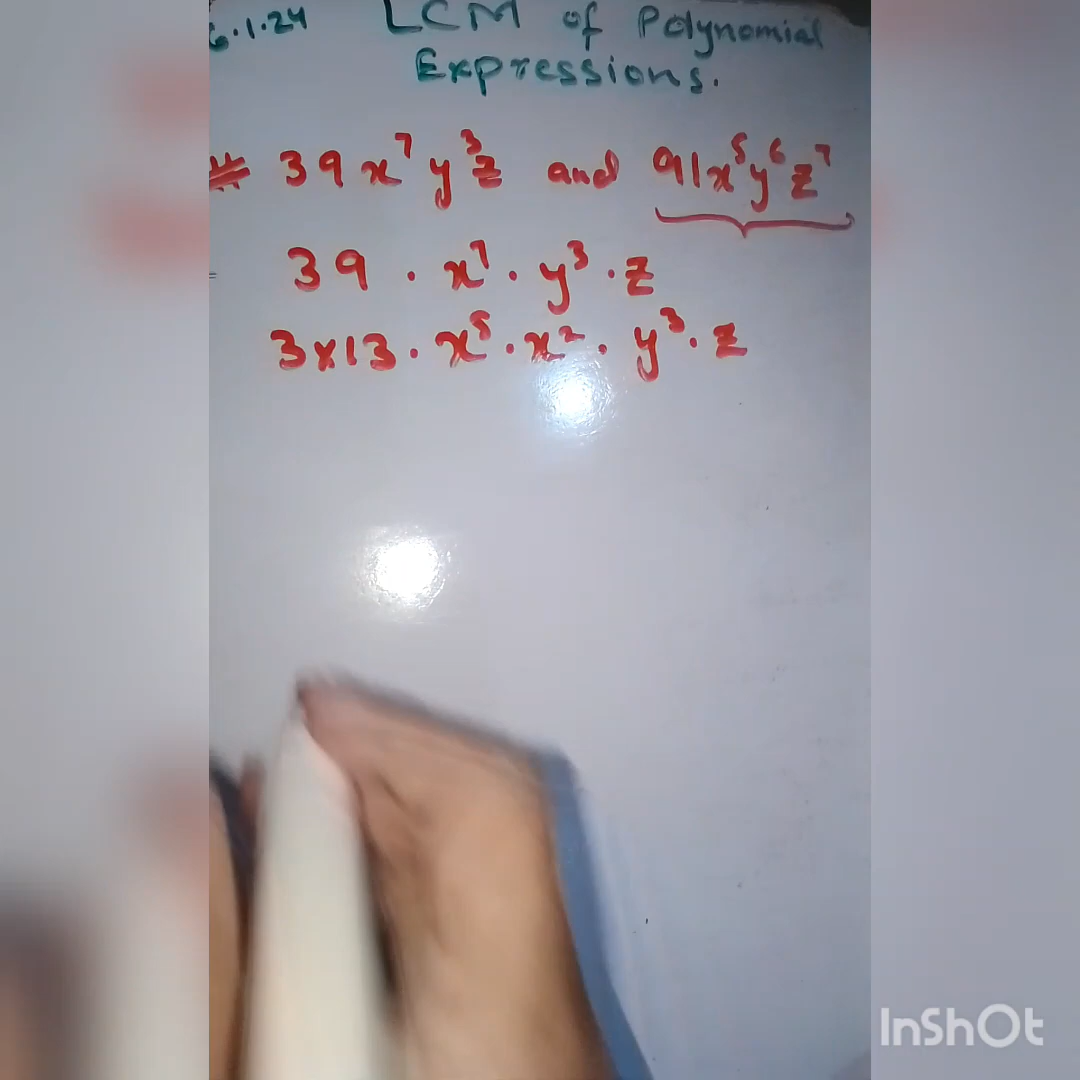 6.1.24 LCM of Polynomial
Expressions.
# 39x⁷y³z and 91x⁵y⁶z⁷
= 39 · x⁷ · y³ · z
3×13 · x⁵ · x² · y³ · z
InShOt